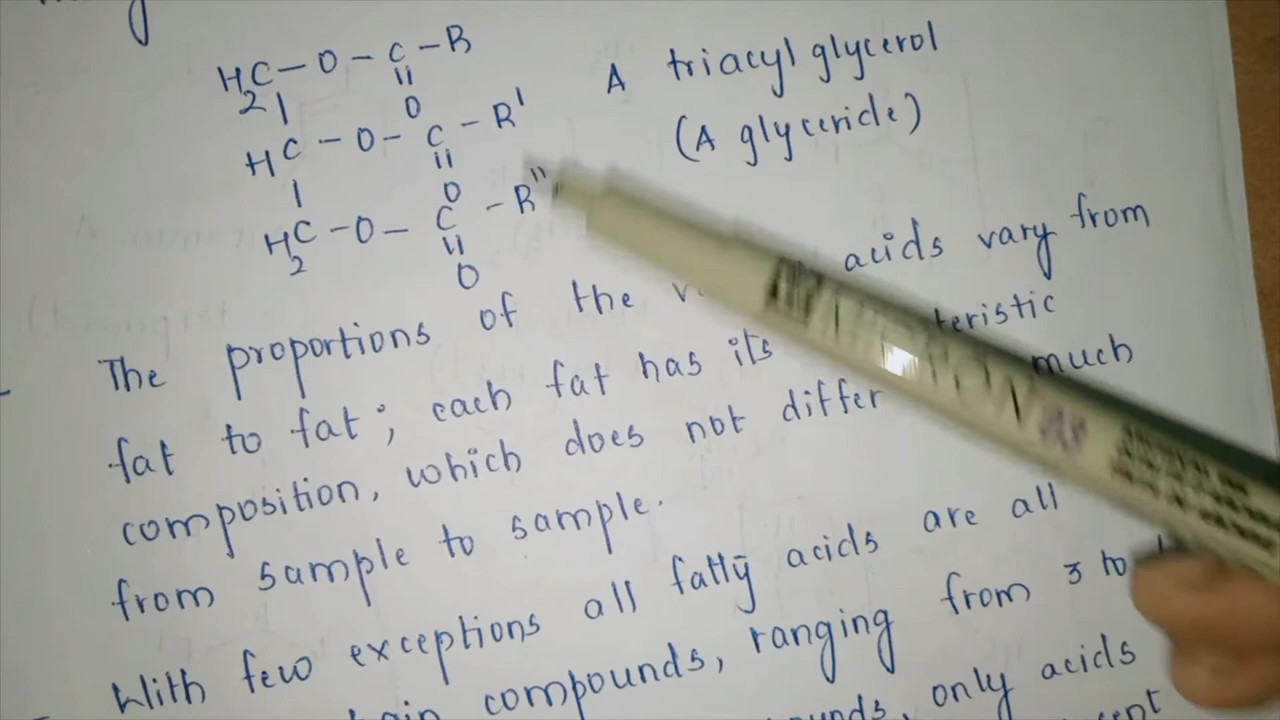 H2C - O - C - R
O
HC - O - C - R'
O
H2C - O - C - R''
O
A triacyl glycerol
(A glyceride)
The proportions of the acids vary from
fat to fat; each fat has its teristic
composition, which does not differ much
from sample to sample.
With few exceptions all fatty acids are all
compounds, ranging from 3 to
only acids